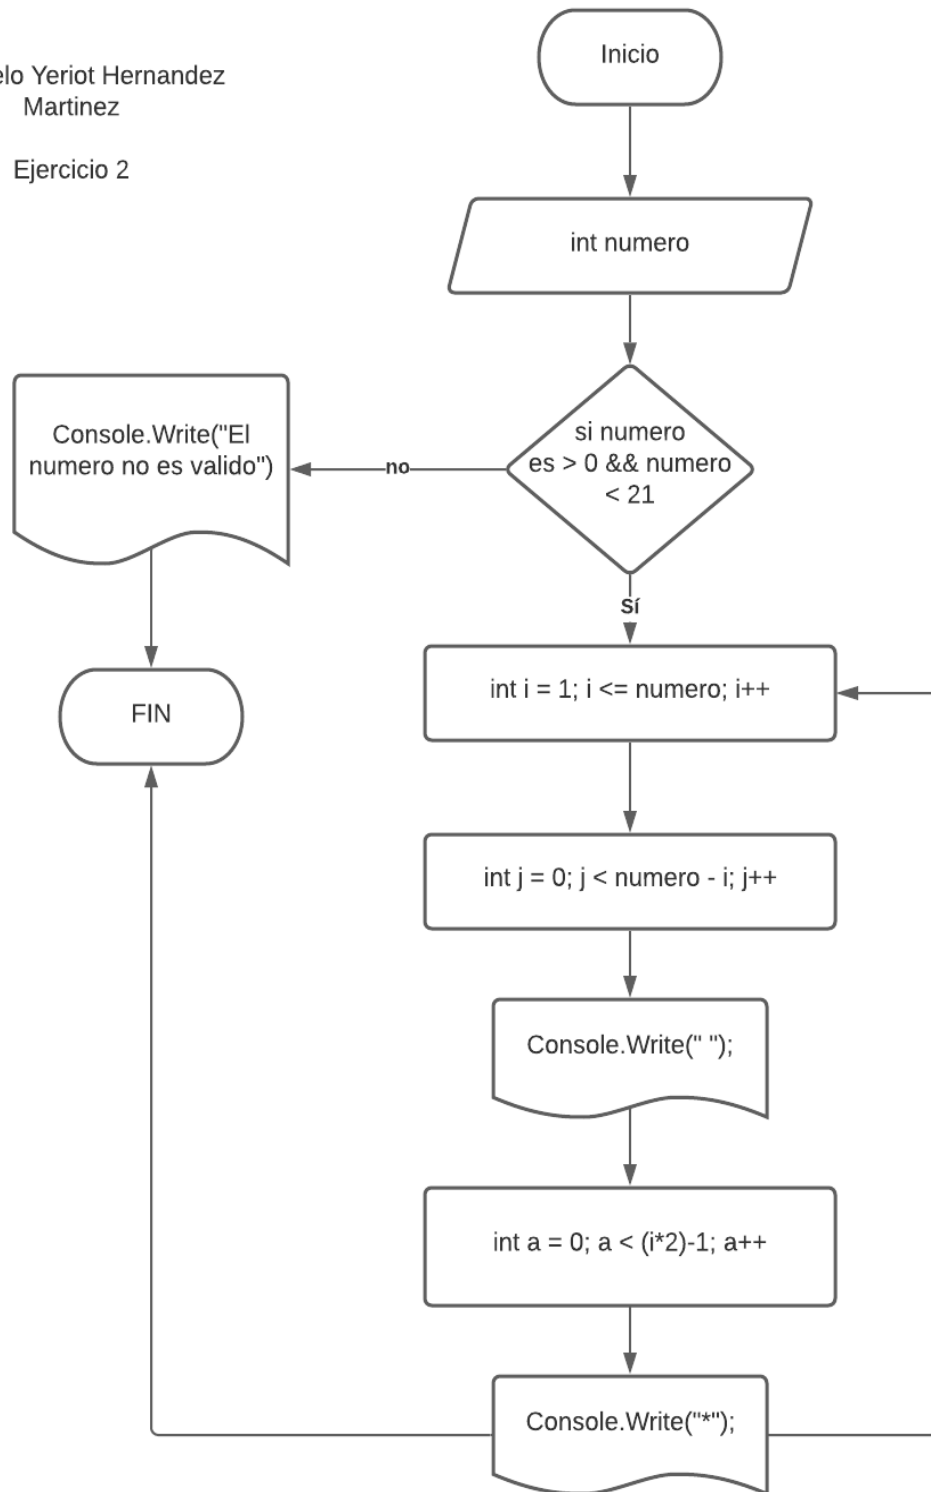 Yeriot Hernandez
Martinez
Ejercicio 2
Inicio
int numero
si numero
es > 0 && numero
< 21
no
Console.Write("El
numero no es valido")
Sí
FIN
int i = 1; i <= numero; i++
int j = 0; j < numero - i; j++
Console.Write(" ");
int a = 0; a < (i*2)-1; a++
Console.Write("*");